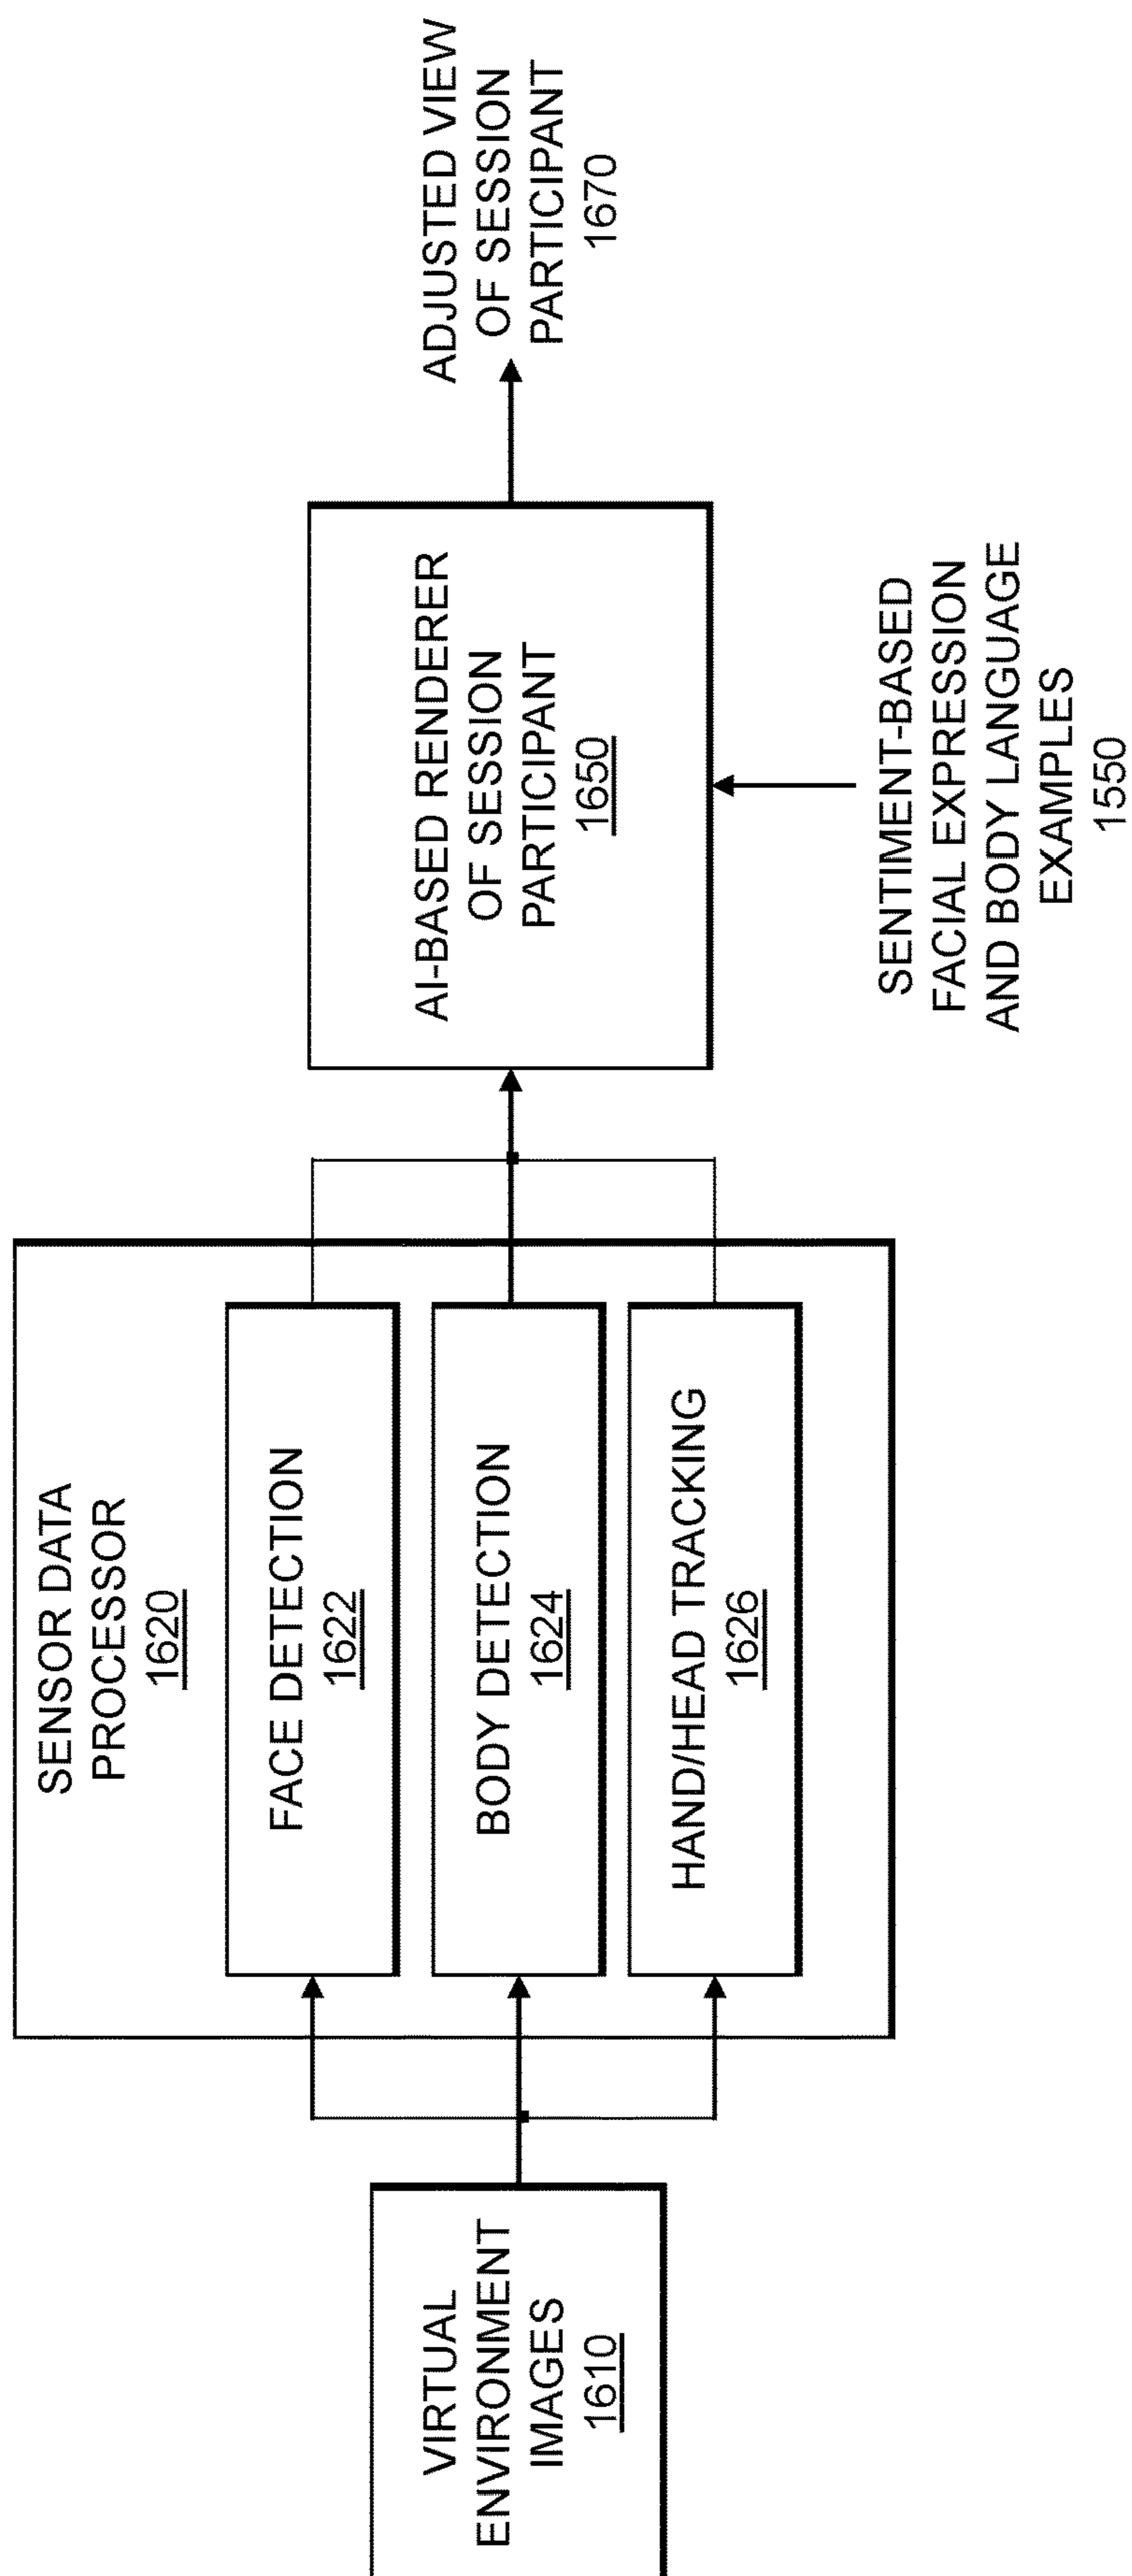 VIRTUAL
ENVIRONMENT
IMAGES
1610
SENSOR DATA
PROCESSOR
1620
FACE DETECTION
1622
BODY DETECTION
1624
HAND/HEAD TRACKING
1626
AI-BASED RENDERER
OF SESSION
PARTICIPANT
1650
SENTIMENT-BASED
FACIAL EXPRESSION
AND BODY LANGUAGE
EXAMPLES
1550
ADJUSTED VIEW
OF SESSION
PARTICIPANT
1670